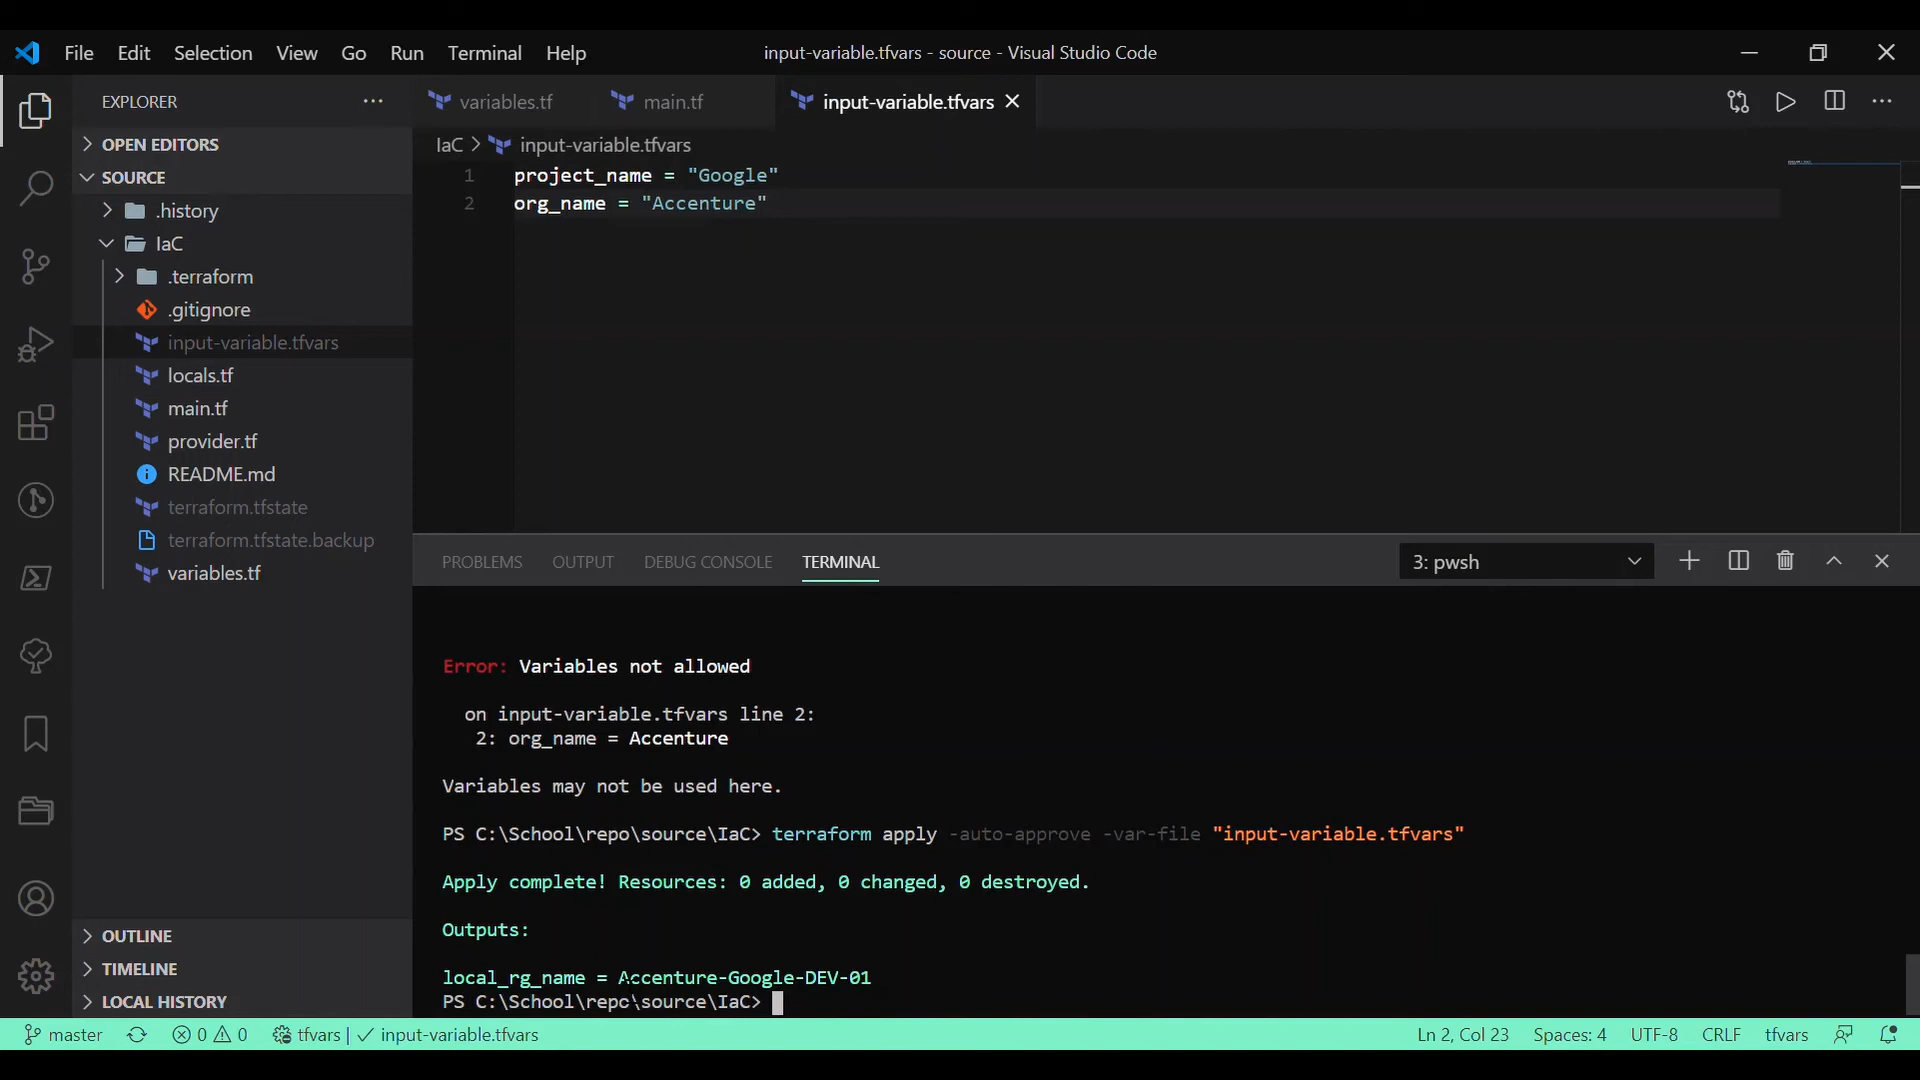 File Edit Selection View Go Run Terminal Help
input-variable.tfvars - source - Visual Studio Code
EXPLORER
OPEN EDITORS
SOURCE
.history
IaC
.terraform
.gitignore
input-variable.tfvars
locals.tf
main.tf
provider.tf
README.md
terraform.tfstate
terraform.tfstate.backup
variables.tf
OUTLINE
TIMELINE
LOCAL HISTORY
variables.tf main.tf input-variable.tfvars
IaC > input-variable.tfvars
1 project_name = "Google"
2 org_name = "Accenture"
PROBLEMS OUTPUT DEBUG CONSOLE TERMINAL 3: pwsh
Error: Variables not allowed
on input-variable.tfvars line 2:
2: org_name = Accenture
Variables may not be used here.
PS C:\School\repo\source\IaC> terraform apply -auto-approve -var-file "input-variable.tfvars"
Apply complete! Resources: 0 added, 0 changed, 0 destroyed.
Outputs:
local_rg_name = Accenture-Google-DEV-01
PS C:\School\repo\source\IaC>
master 0 0 tfvars | input-variable.tfvars Ln 2, Col 23 Spaces: 4 UTF-8 CRLF tfvars